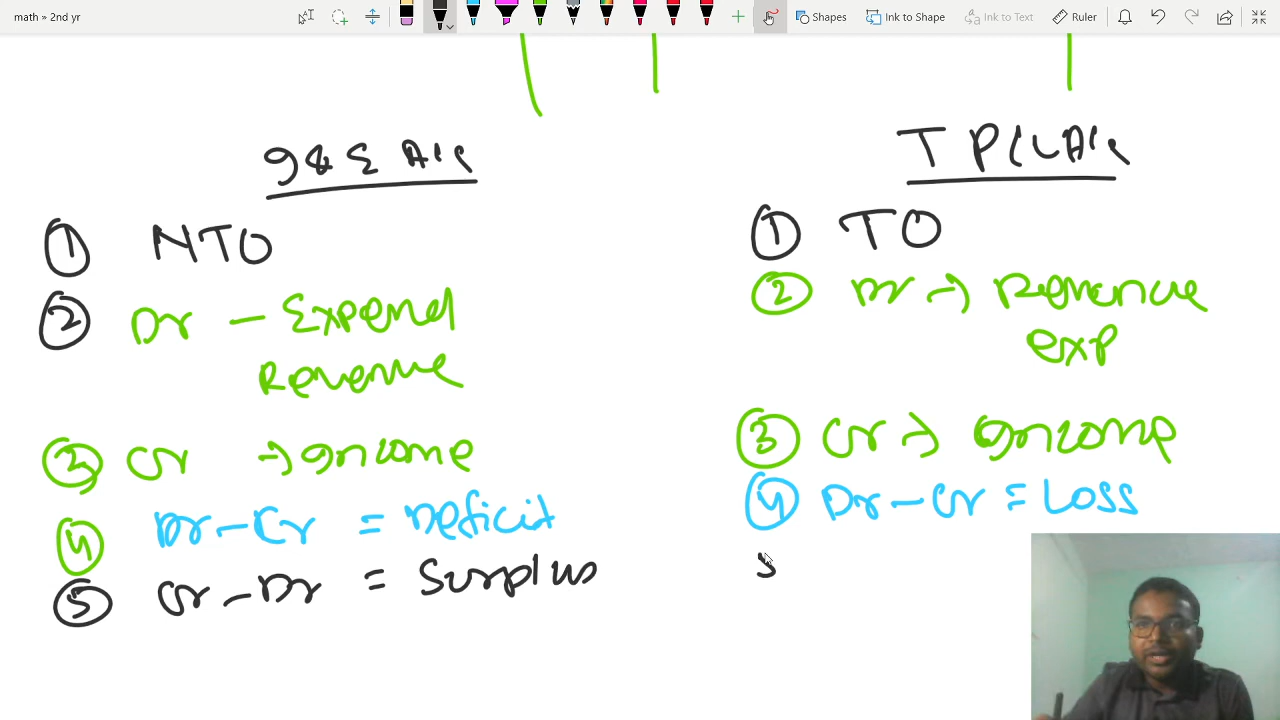 math » 2nd yr
Shapes Ink to Shape Ink to Text Ruler
I & E A/c
T P/L A/c
① NTO
① TO
② Dr – Expend
Revenue
② Dr → Revenue
exp
③ Cr → Income
③ Cr → Income
④ Dr – Cr = Deficit
④ Dr – Cr = Loss
⑤ Cr – Dr = Surplus
5